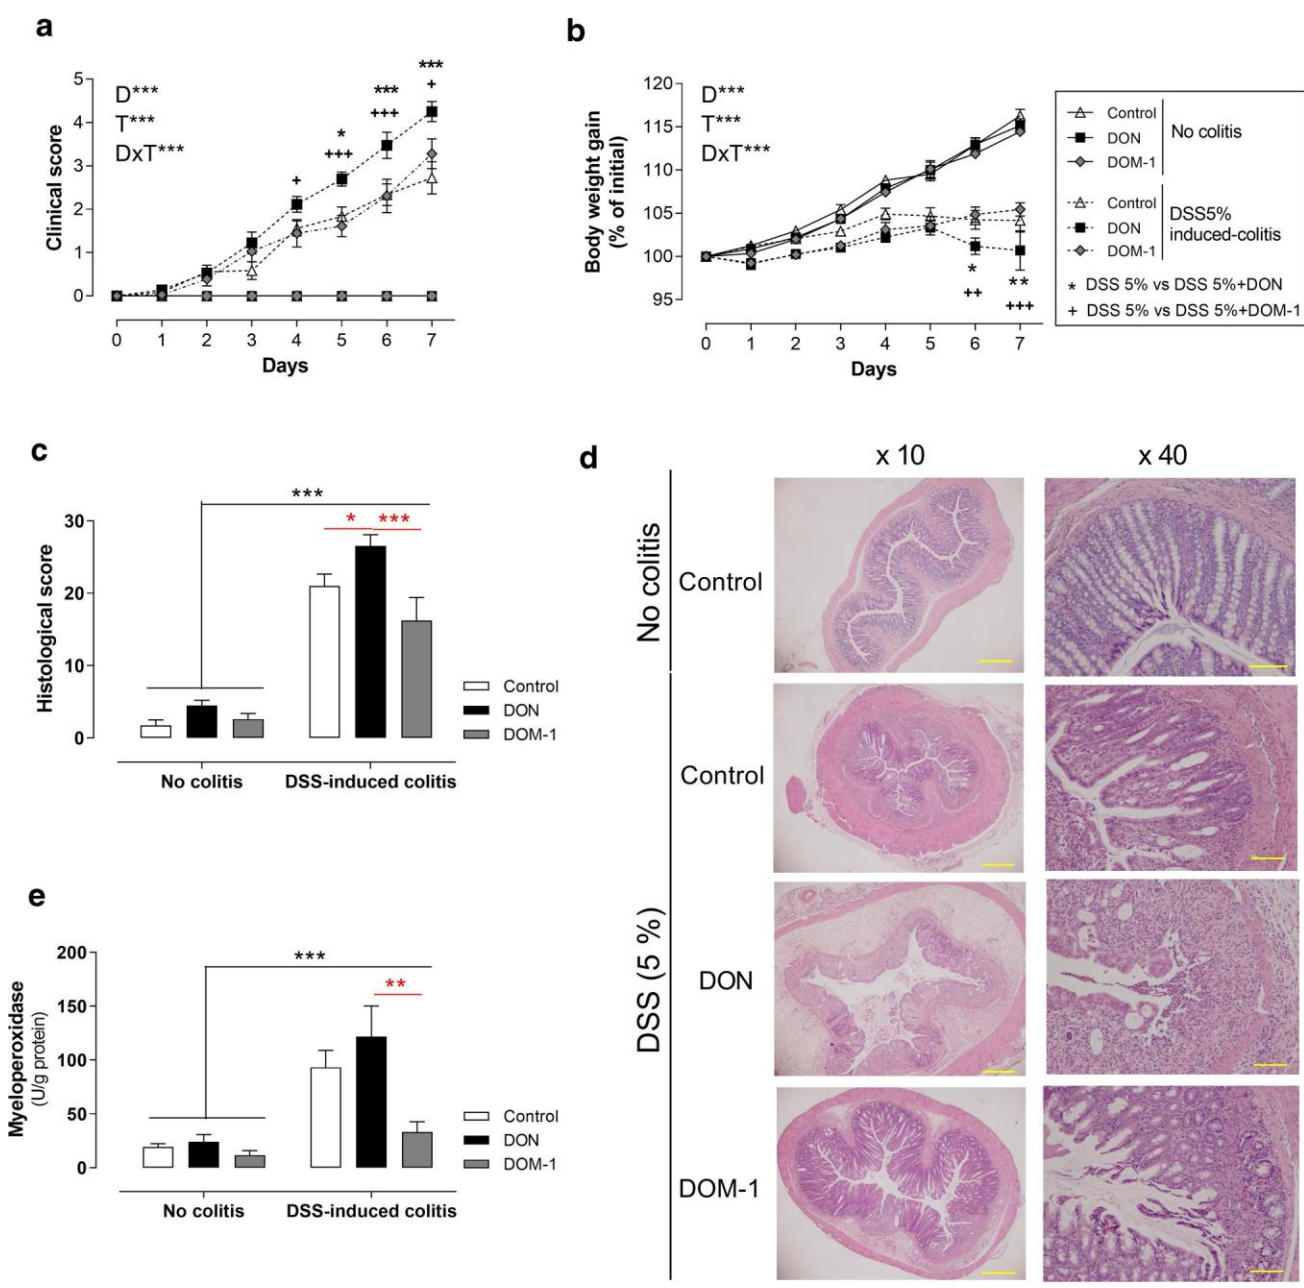 a
5
4
3
2
1
0
Clinical score
D***
T***
DxT***
+
*
+++
***
+++
***
+
0 1 2 3 4 5 6 7
Days
b
120
115
110
105
100
95
Body weight gain
(% of initial)
D***
T***
DxT***
*
++
**
+++
0 1 2 3 4 5 6 7
Days
Control
DON
DOM-1
No colitis
Control
DON
DOM-1
DSS5%
induced-colitis
* DSS 5% vs DSS 5%+DON
+ DSS 5% vs DSS 5%+DOM-1
c
30
20
10
0
Histological score
***
*
***
No colitis
DSS-induced colitis
Control
DON
DOM-1
d
x 10
x 40
No colitis
Control
DSS (5 %)
Control
DON
DOM-1
e
200
150
100
50
0
Myeloperoxidase
(U/g protein)
***
**
No colitis
DSS-induced colitis
Control
DON
DOM-1